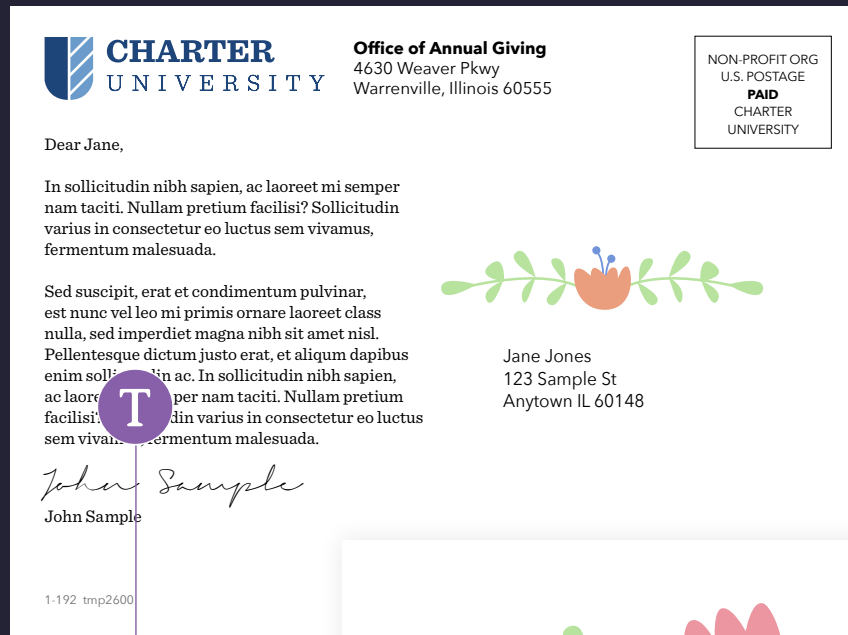 CHARTER
UNIVERSITY
Office of Annual Giving
4630 Weaver Pkwy
Warrenville, Illinois 60555
NON-PROFIT ORG
U.S. POSTAGE
PAID
CHARTER
UNIVERSITY
Dear Jane,
In sollicitudin nibh sapien, ac laoreet mi semper
nam taciti. Nullam pretium facilisi? Sollicitudin
varius in consectetur eo luctus sem vivamus,
fermentum malesuada.
Sed suscipit, erat et condimentum pulvinar,
est nunc vel leo mi primis ornare laoreet class
nulla, sed imperdiet magna nibh sit amet nisl.
Pellentesque dictum justo erat, et aliqum dapibus
enim in ac. In sollicitudin nibh sapien,
ac nam taciti. Nullam pretium
varius in consectetur eo luctus
sem fermentum malesuada.
T
John Sample
John Sample
1-192 tmp2600
Jane Jones
123 Sample St
Anytown IL 60148